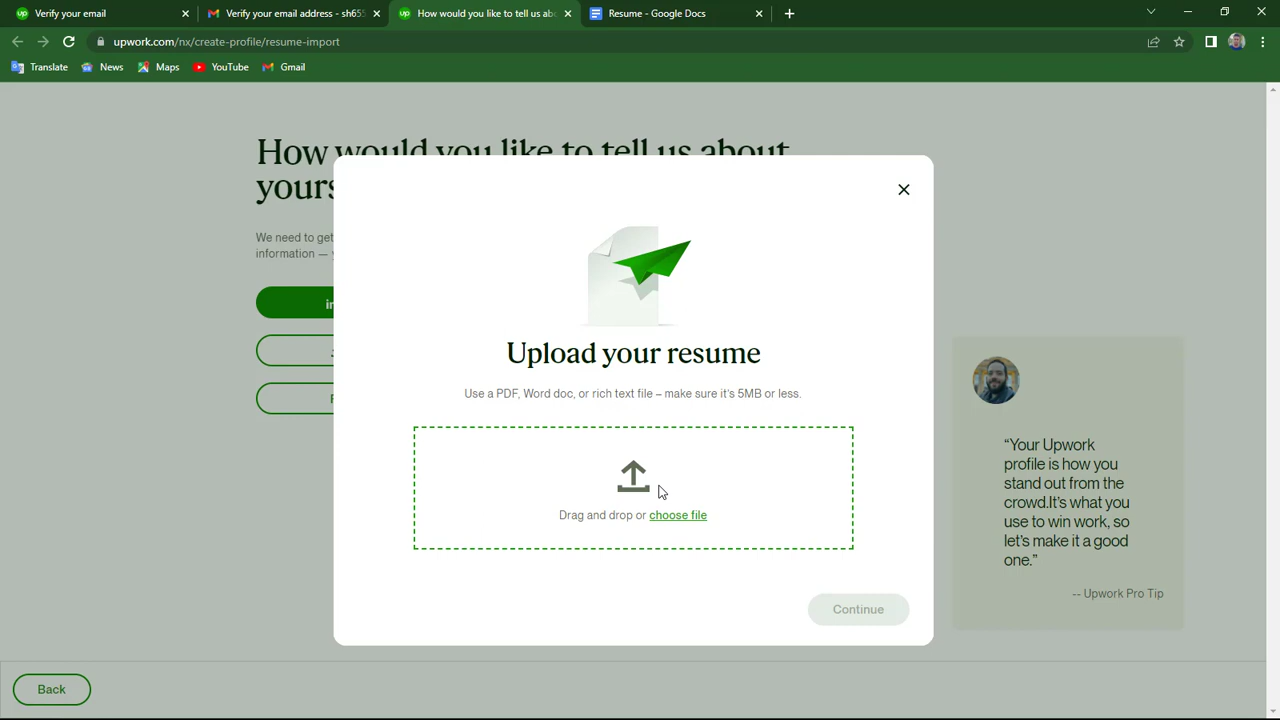 Verify your email
Verify your email address - sh655
How would you like to tell us abo
Resume - Google Docs
upwork.com/nx/create-profile/resume-import
Translate
News
Maps
YouTube
Gmail
How would you like to tell us about
yours
We need to get
information —
Upload your resume
Use a PDF, Word doc, or rich text file – make sure it's 5MB or less.
Drag and drop or choose file
Continue
“Your Upwork
profile is how you
stand out from the
crowd.It's what you
use to win work, so
let's make it a good
one.”
-- Upwork Pro Tip
Back